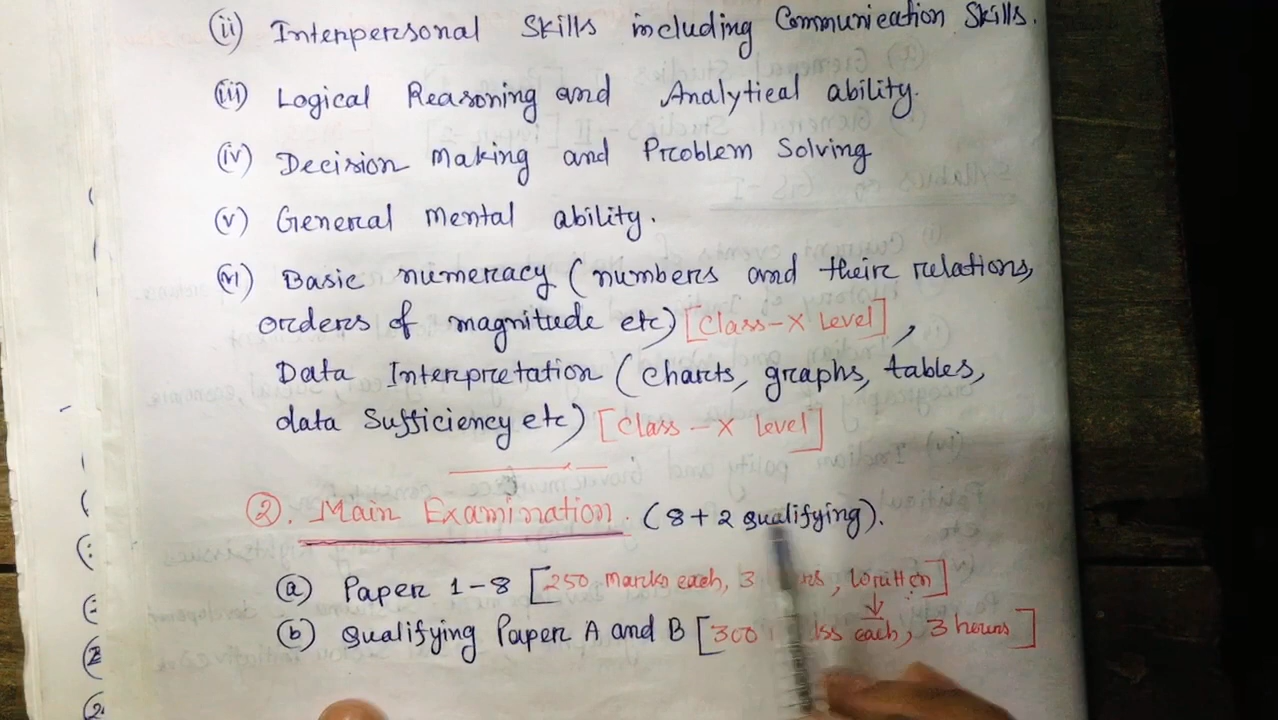 (ii) Interpersonal Skills including Communication Skills.
(iii) Logical Reasoning and Analytical ability.
(iv) Decision making and Problem Solving
(v) General mental ability.
(vi) Basic numeracy (numbers and their relations,
orders of magnitude etc) [Class-X Level],
Data Interpretation (charts, graphs, tables,
data Sufficiency etc) [Class-X level]
②. Main Examination. (8+2 qualifying).
(a) Paper 1-8 [250 marks each, 3 written]
(b) Qualifying Paper A and B [300 each, 3 hours]